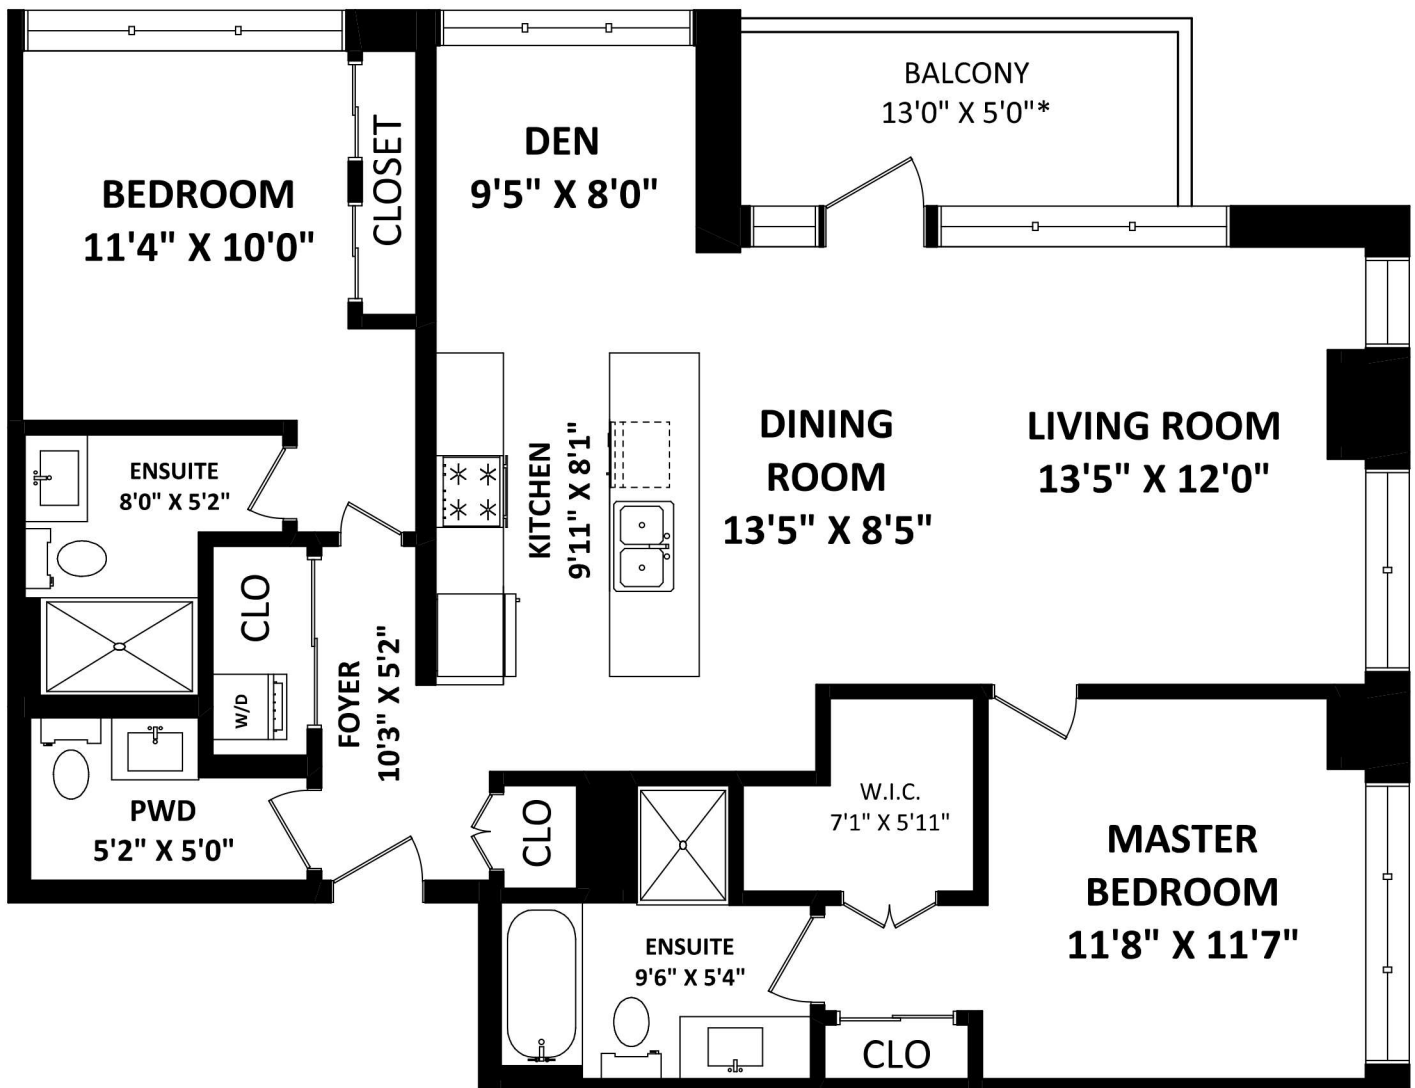 BALCONY
13'0" X 5'0"*
DEN
9'5" X 8'0"
BEDROOM
11'4" X 10'0"
CLOSET
DINING
ROOM
13'5" X 8'5"
LIVING ROOM
13'5" X 12'0"
KITCHEN
9'11" X 8'1"
ENSUITE
8'0" X 5'2"
CLO
W/D
FOYER
10'3" X 5'2"
PWD
5'2" X 5'0"
CLO
W.I.C.
7'1" X 5'11"
MASTER
BEDROOM
11'8" X 11'7"
ENSUITE
9'6" X 5'4"
CLO